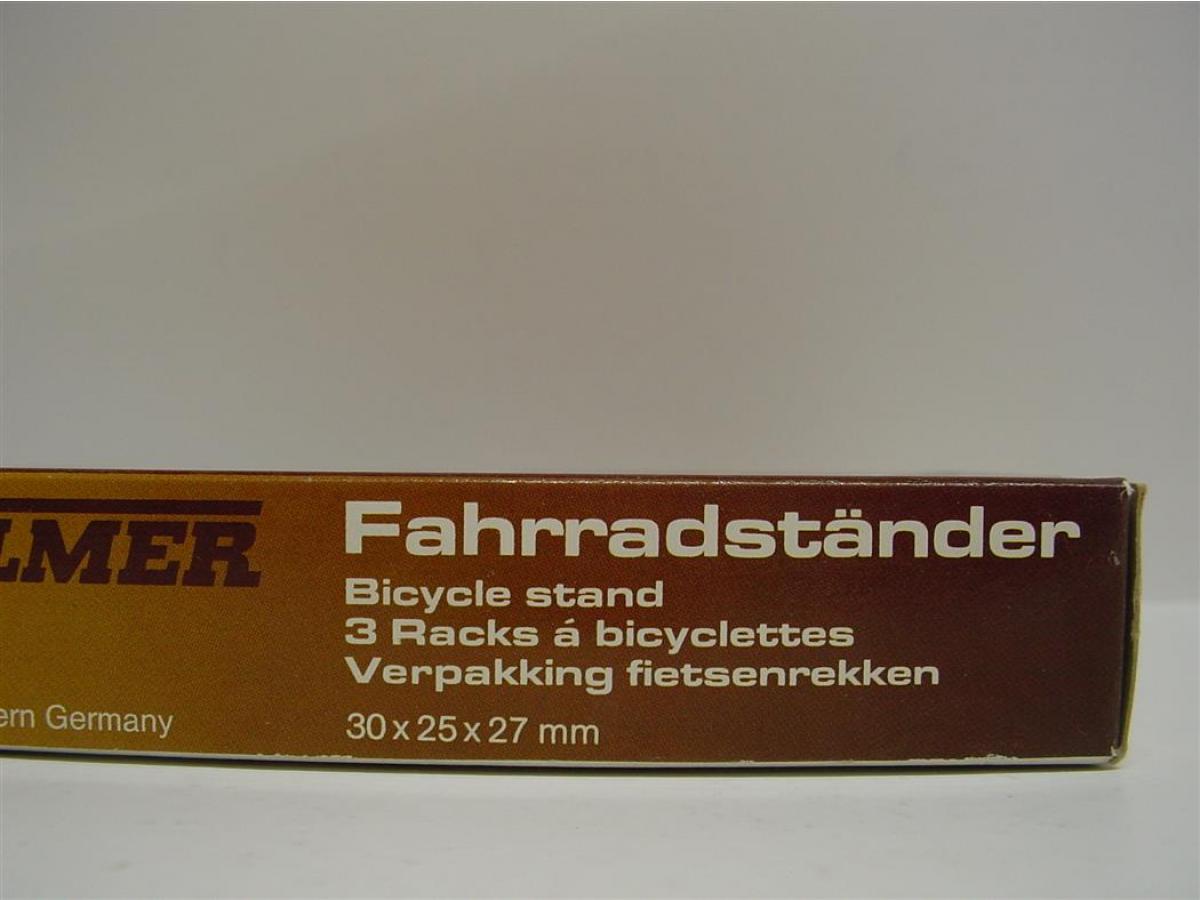 LMER
Fahrradständer
Bicycle stand
3 Racks á bicyclettes
Verpakking fietsenrekken
ern Germany
30 x 25 x 27 mm